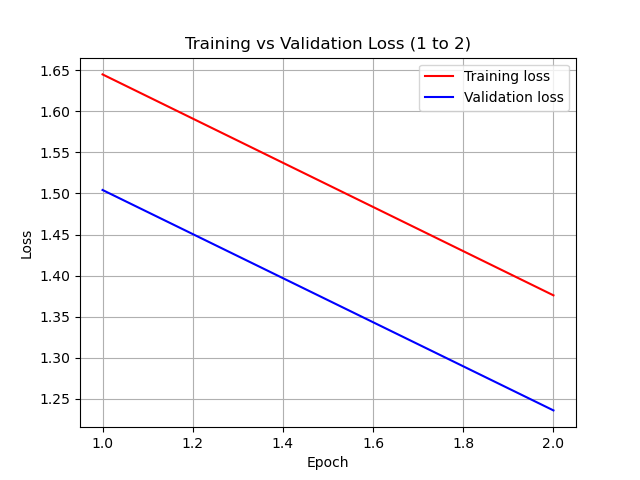 Training vs Validation Loss (1 to 2)
Training loss
Validation loss
Loss
1.65
1.60
1.55
1.50
1.45
1.40
1.35
1.30
1.25
1.0 1.2 1.4 1.6 1.8 2.0
Epoch